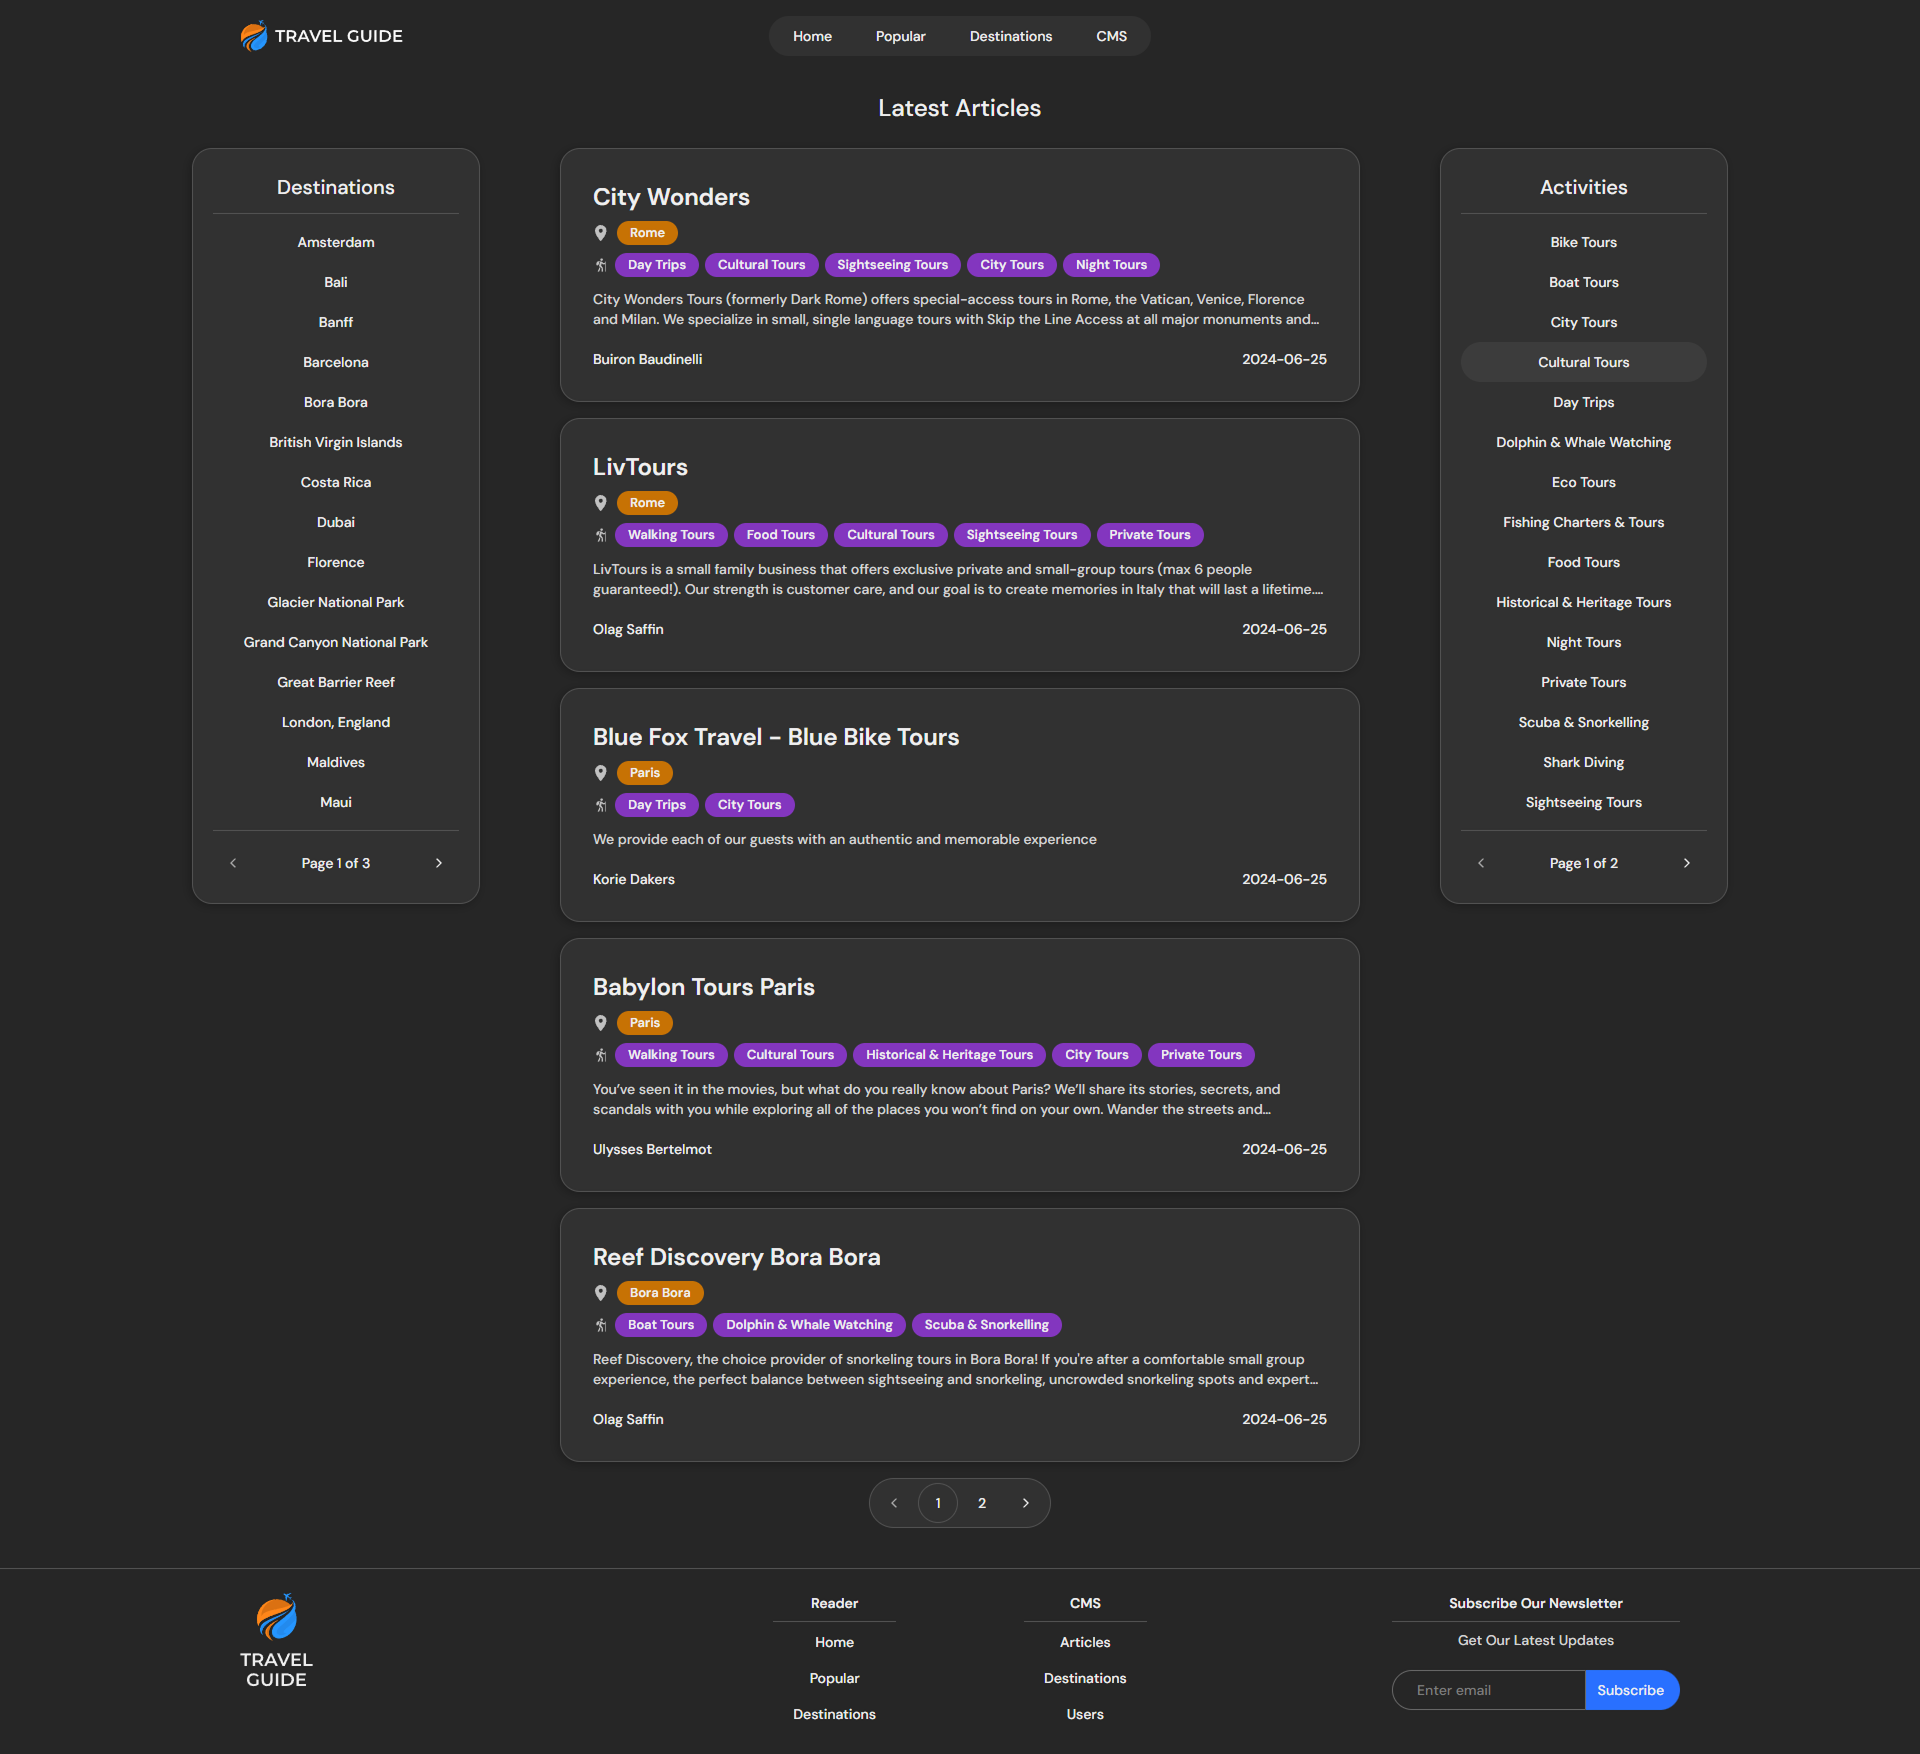 TRAVEL GUIDE
Home Popular Destinations CMS
Latest Articles
Destinations
Amsterdam
Bali
Banff
Barcelona
Bora Bora
British Virgin Islands
Costa Rica
Dubai
Florence
Glacier National Park
Grand Canyon National Park
Great Barrier Reef
London, England
Maldives
Maui
Page 1 of 3
City Wonders
Rome
Day Trips Cultural Tours Sightseeing Tours City Tours Night Tours
City Wonders Tours (formerly Dark Rome) offers special-access tours in Rome, the Vatican, Venice, Florence
and Milan. We specialize in small, single language tours with Skip the Line Access at all major monuments and...
Buiron Baudinelli 2024-06-25
LivTours
Rome
Walking Tours Food Tours Cultural Tours Sightseeing Tours Private Tours
LivTours is a small family business that offers exclusive private and small-group tours (max 6 people
guaranteed!). Our strength is customer care, and our goal is to create memories in Italy that will last a lifetime....
Olag Saffin 2024-06-25
Blue Fox Travel - Blue Bike Tours
Paris
Day Trips City Tours
We provide each of our guests with an authentic and memorable experience
Korie Dakers 2024-06-25
Babylon Tours Paris
Paris
Walking Tours Cultural Tours Historical & Heritage Tours City Tours Private Tours
You’ve seen it in the movies, but what do you really know about Paris? We’ll share its stories, secrets, and
scandals with you while exploring all of the places you won’t find on your own. Wander the streets and...
Ulysses Bertelmot 2024-06-25
Reef Discovery Bora Bora
Bora Bora
Boat Tours Dolphin & Whale Watching Scuba & Snorkelling
Reef Discovery, the choice provider of snorkeling tours in Bora Bora! If you're after a comfortable small group
experience, the perfect balance between sightseeing and snorkeling, uncrowded snorkeling spots and expert...
Olag Saffin 2024-06-25
1 2
Activities
Bike Tours
Boat Tours
City Tours
Cultural Tours
Day Trips
Dolphin & Whale Watching
Eco Tours
Fishing Charters & Tours
Food Tours
Historical & Heritage Tours
Night Tours
Private Tours
Scuba & Snorkelling
Shark Diving
Sightseeing Tours
Page 1 of 2
TRAVEL
GUIDE
Reader
Home
Popular
Destinations
CMS
Articles
Destinations
Users
Subscribe Our Newsletter
Get Our Latest Updates
Enter email Subscribe